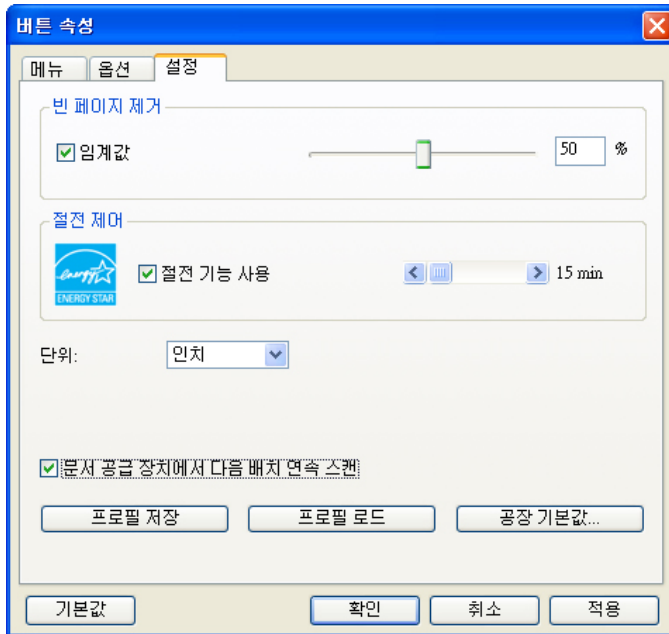 버튼 속성
메뉴 옵션 설정
빈 페이지 제거
임계값 50 %
절전 제어
energy
ENERGY STAR
절전 기능 사용 15 min
단위: 인치
문서 공급 장치에서 다음 배치 연속 스캔
프로필 저장 프로필 로드 공장 기본값...
기본값 확인 취소 적용